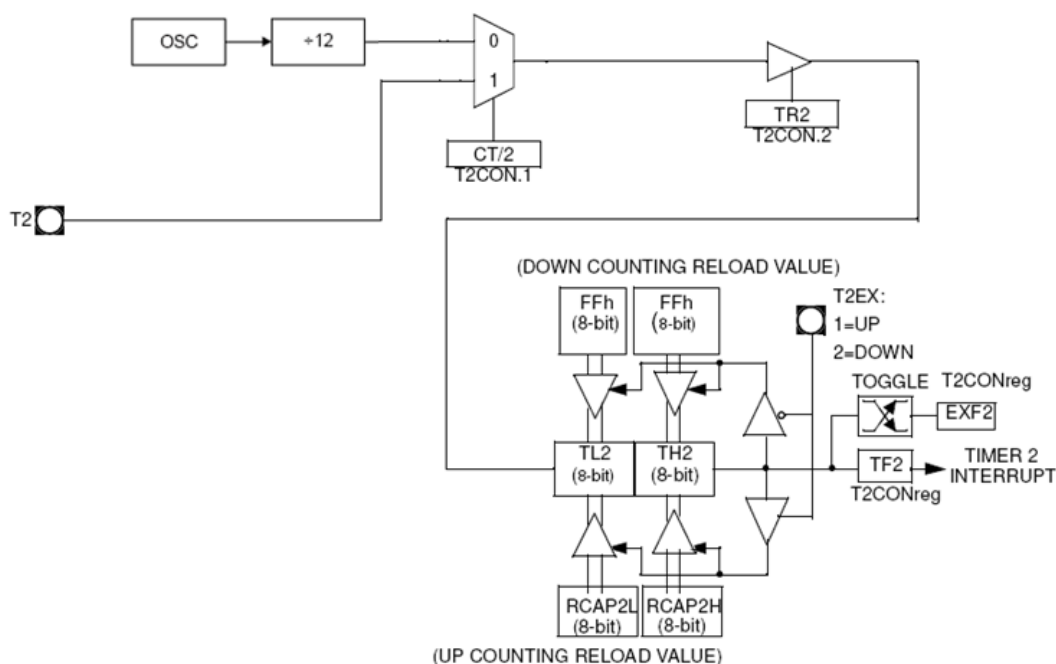 OSC
÷12
0
1
TR2
T2CON.2
CT/2
T2CON.1
T2
(DOWN COUNTING RELOAD VALUE)
FFh
(8-bit)
FFh
(8-bit)
T2EX:
1=UP
2=DOWN
TOGGLE
T2CONreg
EXF2
TL2
(8-bit)
TH2
(8-bit)
TF2
T2CONreg
TIMER 2
INTERRUPT
RCAP2L
(8-bit)
RCAP2H
(8-bit)
(UP COUNTING RELOAD VALUE)